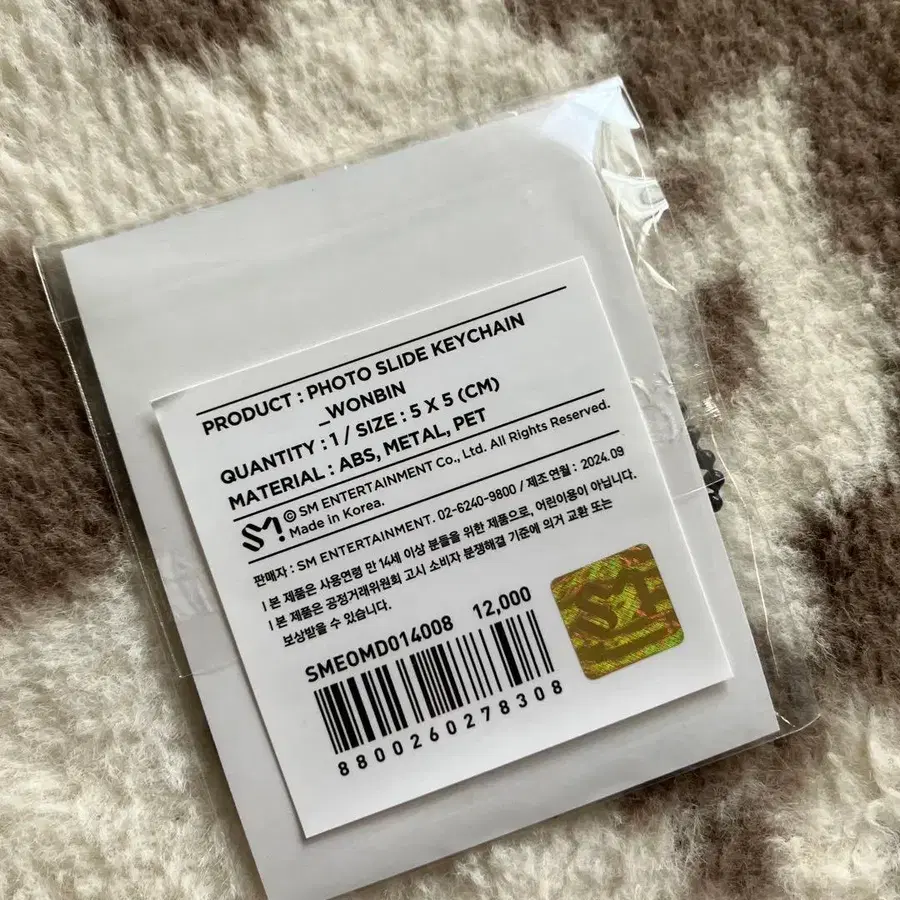 PRODUCT : PHOTO SLIDE KEYCHAIN
_WONBIN
QUANTITY : 1 / SIZE : 5 X 5 (CM)
MATERIAL : ABS, METAL, PET
SM! © SM ENTERTAINMENT Co., Ltd. All Rights Reserved.
Made in Korea.
판매자 : SM ENTERTAINMENT. 02-6240-9800 / 제조연월 : 2024.09
| 본 제품은 사용연령 만 14세 이상 분들을 위한 제품으로, 어린이용이 아닙니다.
| 본 제품은 공정거래위원회 고시 소비자 분쟁해결 기준에 의거 교환 또는
보상받을 수 있습니다.
SMEOMD014008 12,000
8800260278308
SM